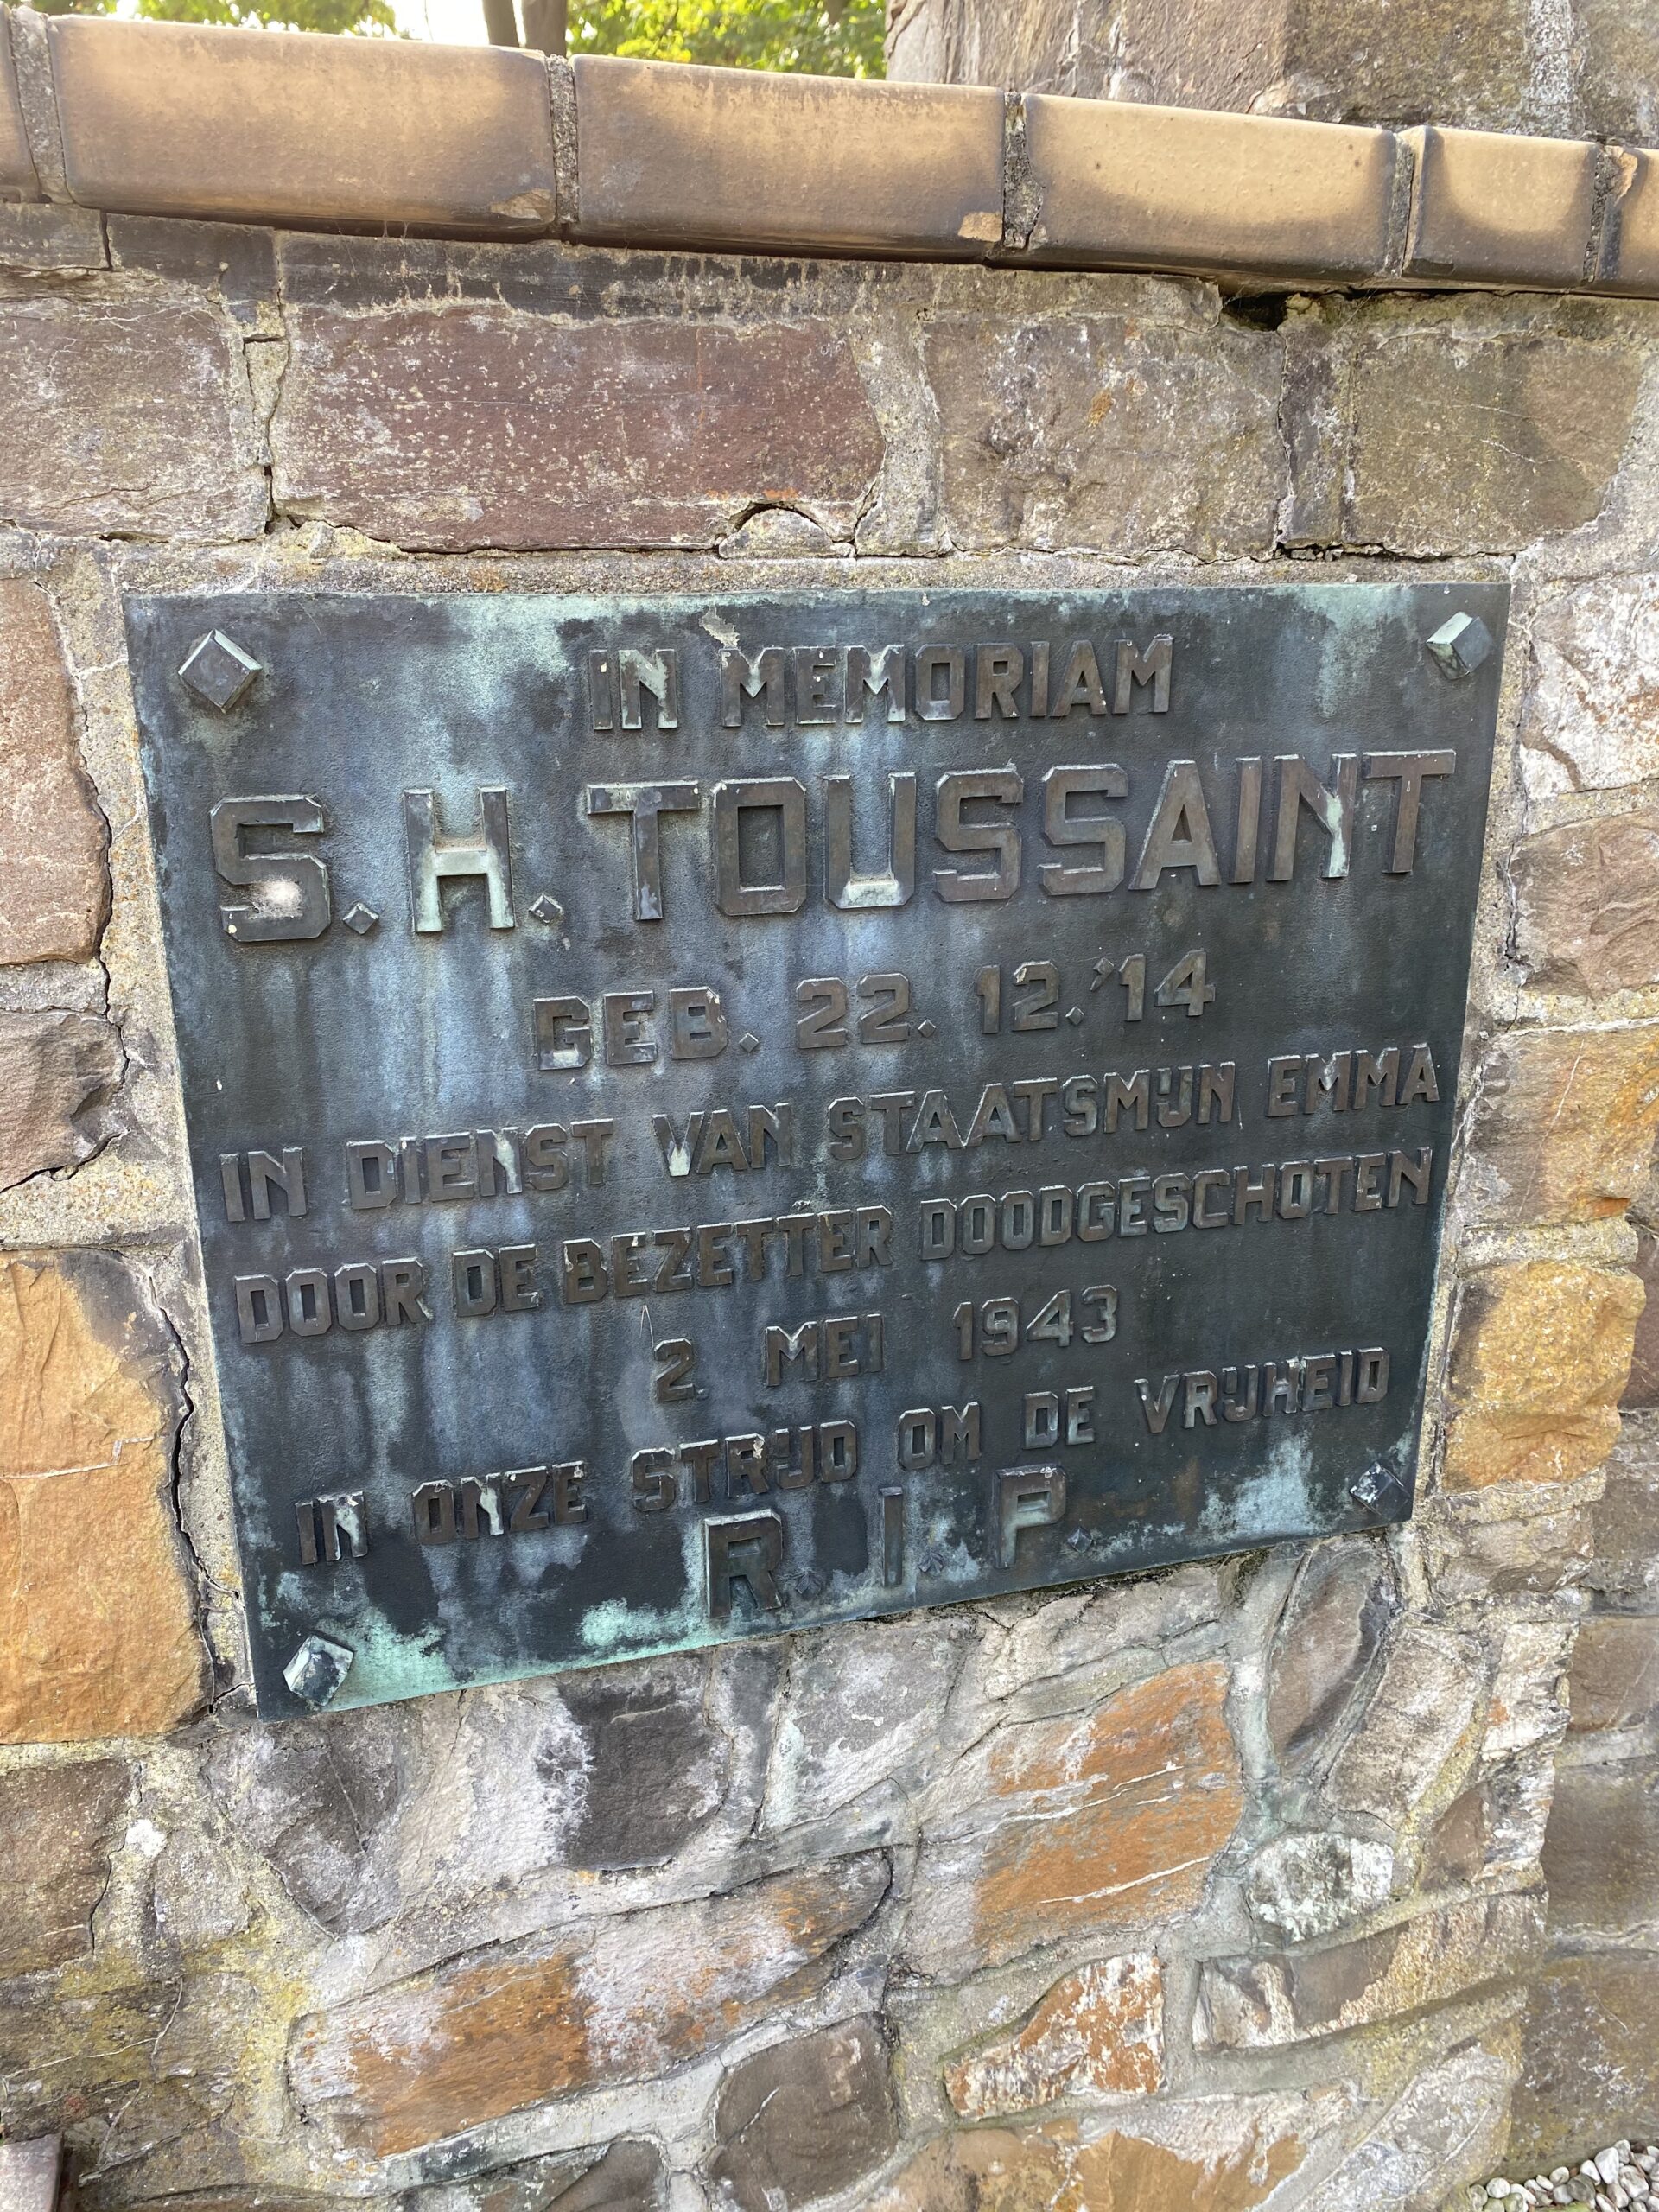 IN MEMORIAM
S.H. TOUSSAINT
GEB. 22. 12.'14
IN DIENST VAN STAATSMIJN EMMA
DOOR DE BEZETTER DOODGESCHOTEN
2. MEI 1943
IN ONZE STRIJD OM DE VRIJHEID
R.I.P.